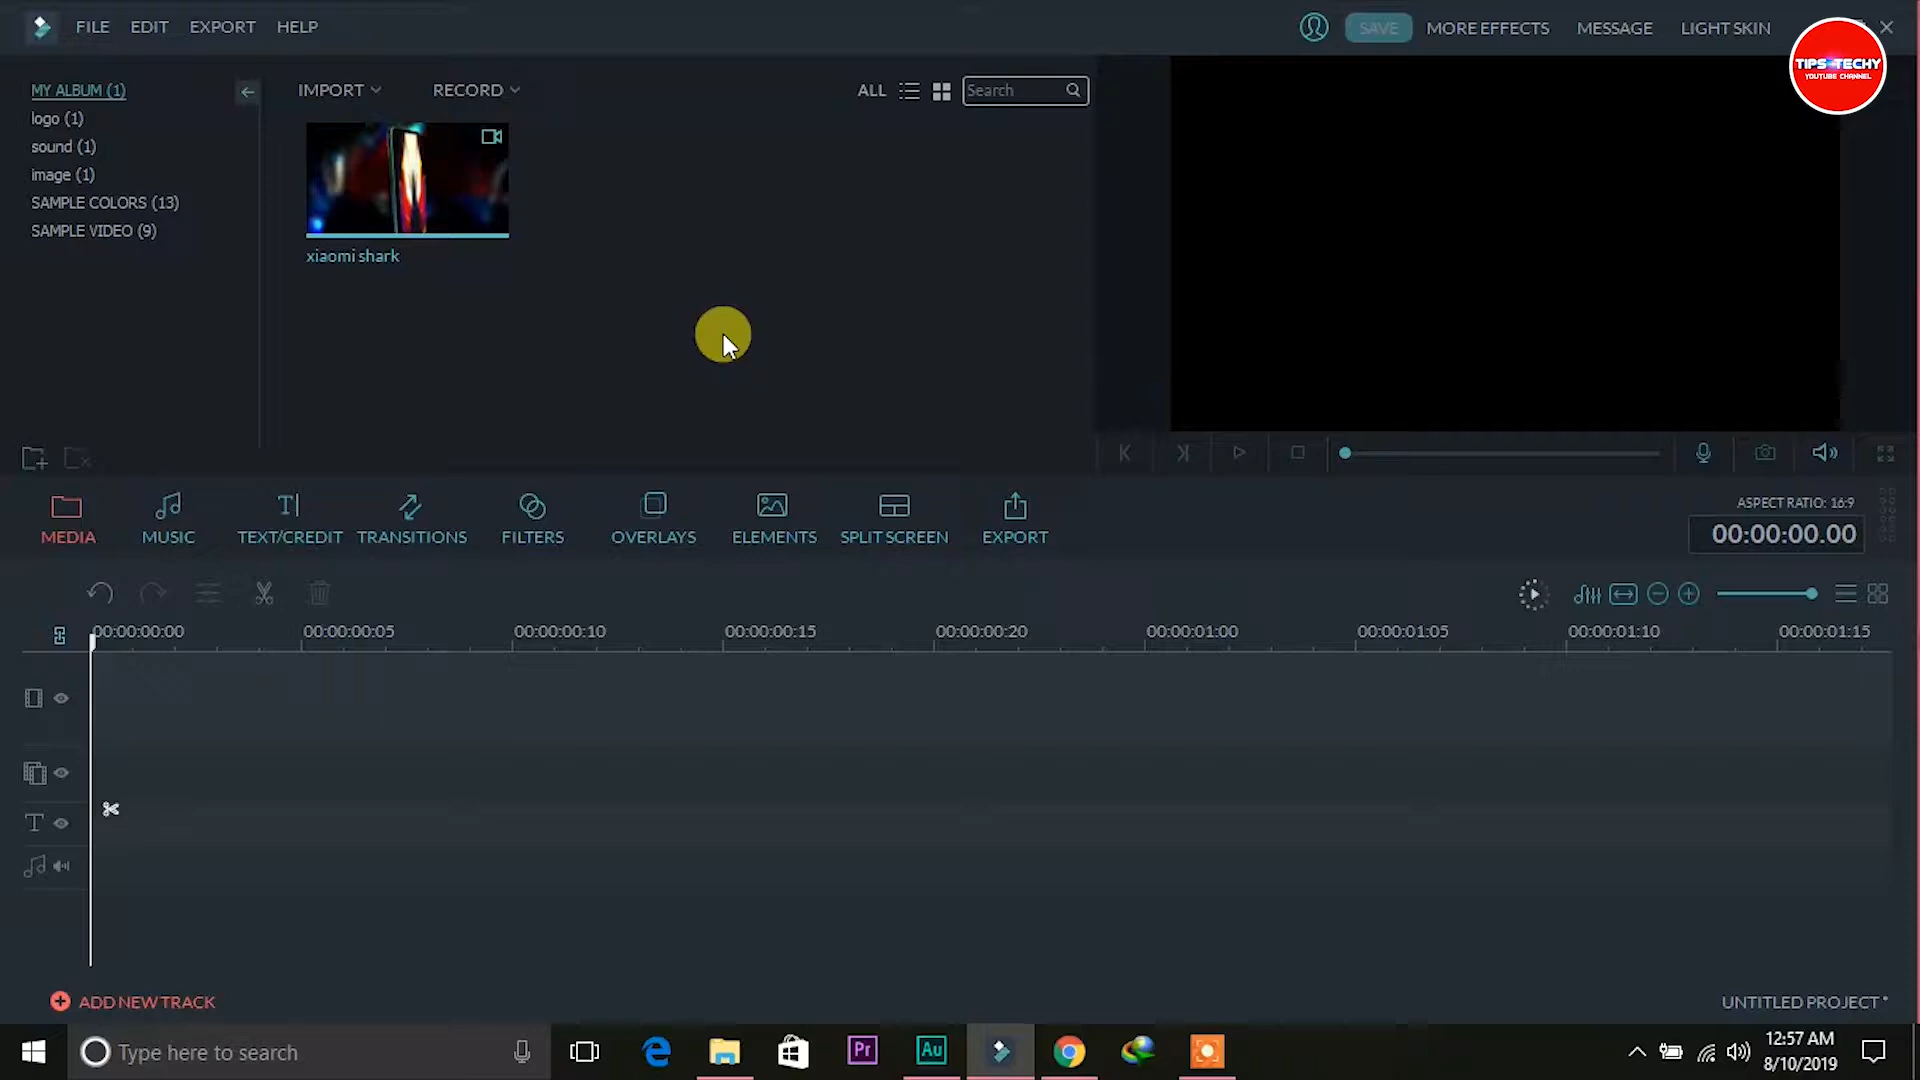 FILE EDIT EXPORT HELP
SAVE MORE EFFECTS MESSAGE LIGHT SKIN
TIPS TECHY
YOUTUBE CHANNEL
MY ALBUM (1)
logo (1)
sound (1)
image (1)
SAMPLE COLORS (13)
SAMPLE VIDEO (9)
IMPORT RECORD ALL Search
xiaomi shark
MEDIA MUSIC TEXT/CREDIT TRANSITIONS FILTERS OVERLAYS ELEMENTS SPLIT SCREEN EXPORT
ASPECT RATIO: 16:9
00:00:00.00
00:00:00:00 00:00:00:05 00:00:00:10 00:00:00:15 00:00:00:20 00:00:01:00 00:00:01:05 00:00:01:10 00:00:01:15
ADD NEW TRACK
UNTITLED PROJECT *
Type here to search
Pr
Au
12:57 AM
8/10/2019